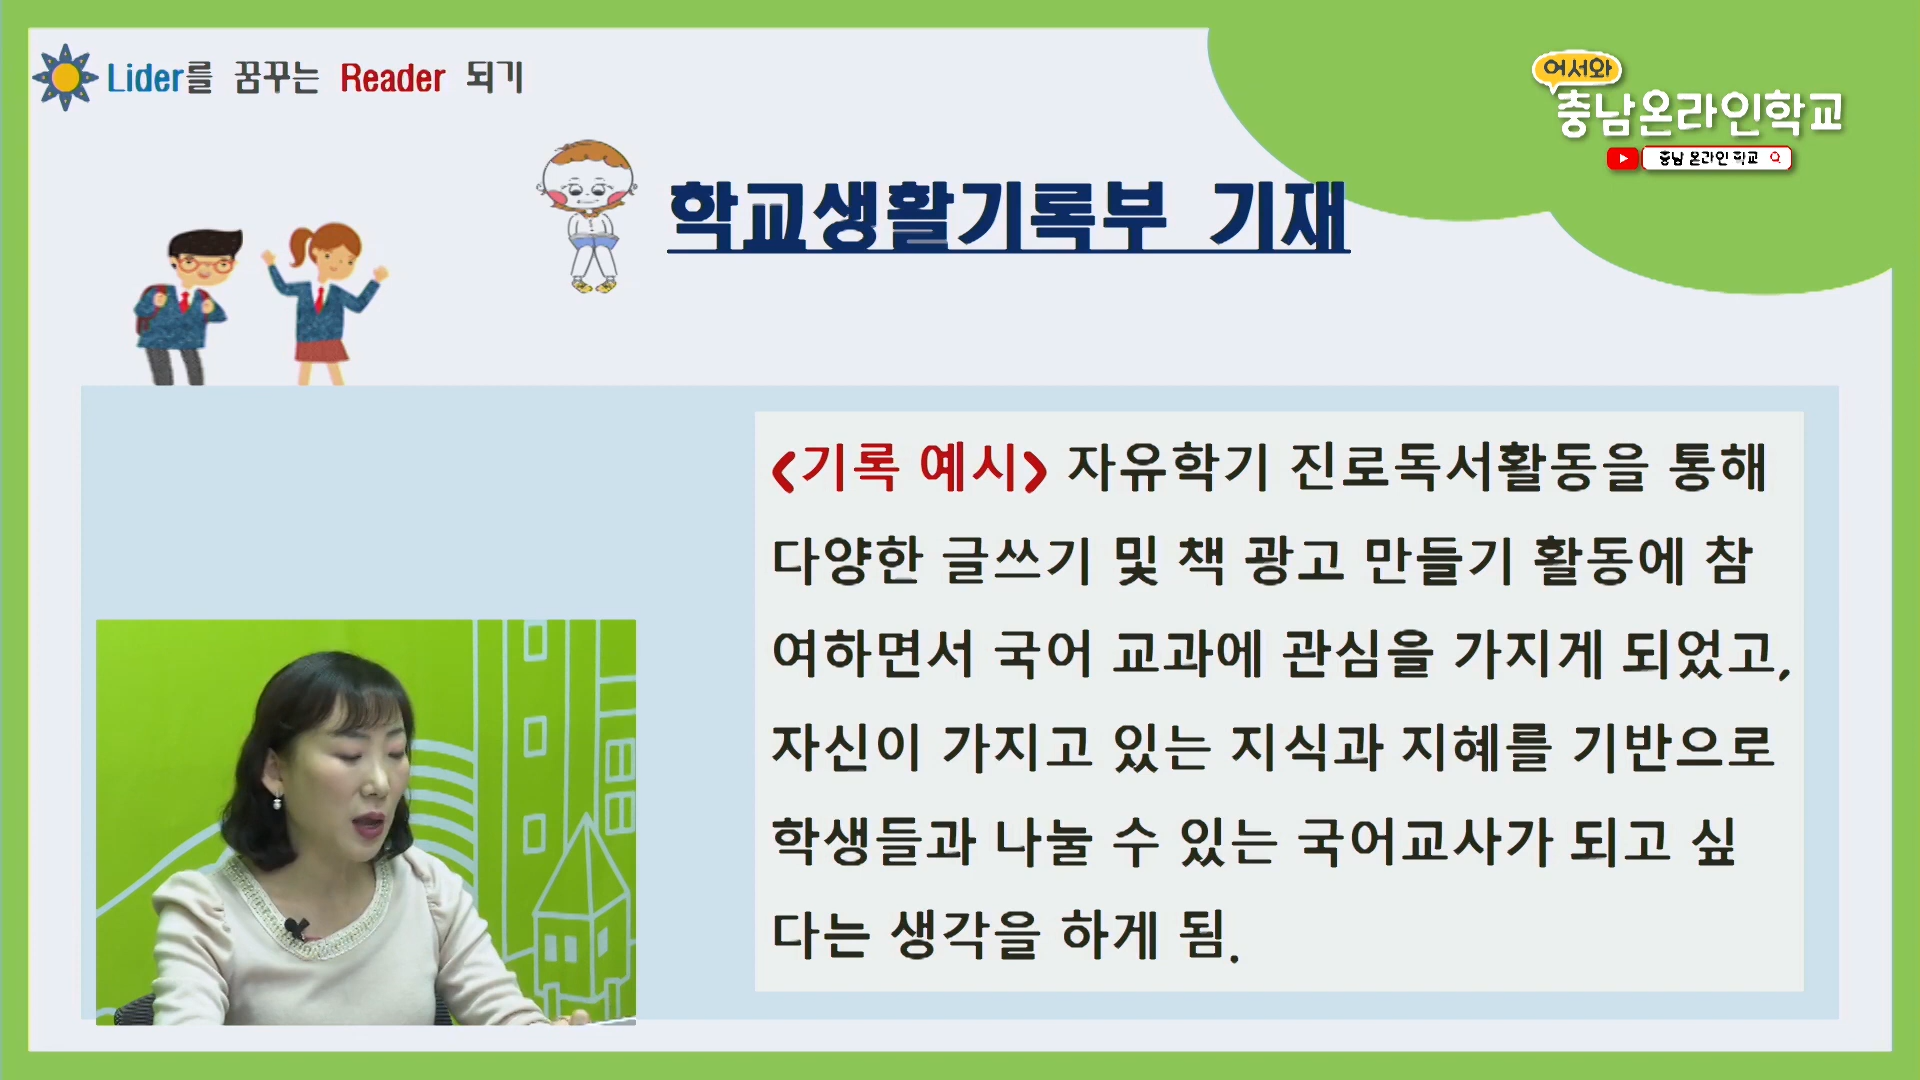 Lider를 꿈꾸는 Reader 되기
어서와
충남온라인학교
충남 온라인 학교
학교생활기록부 기재
<기록 예시> 자유학기 진로독서활동을 통해
다양한 글쓰기 및 책 광고 만들기 활동에 참
여하면서 국어 교과에 관심을 가지게 되었고,
자신이 가지고 있는 지식과 지혜를 기반으로
학생들과 나눌 수 있는 국어교사가 되고 싶
다는 생각을 하게 됨.